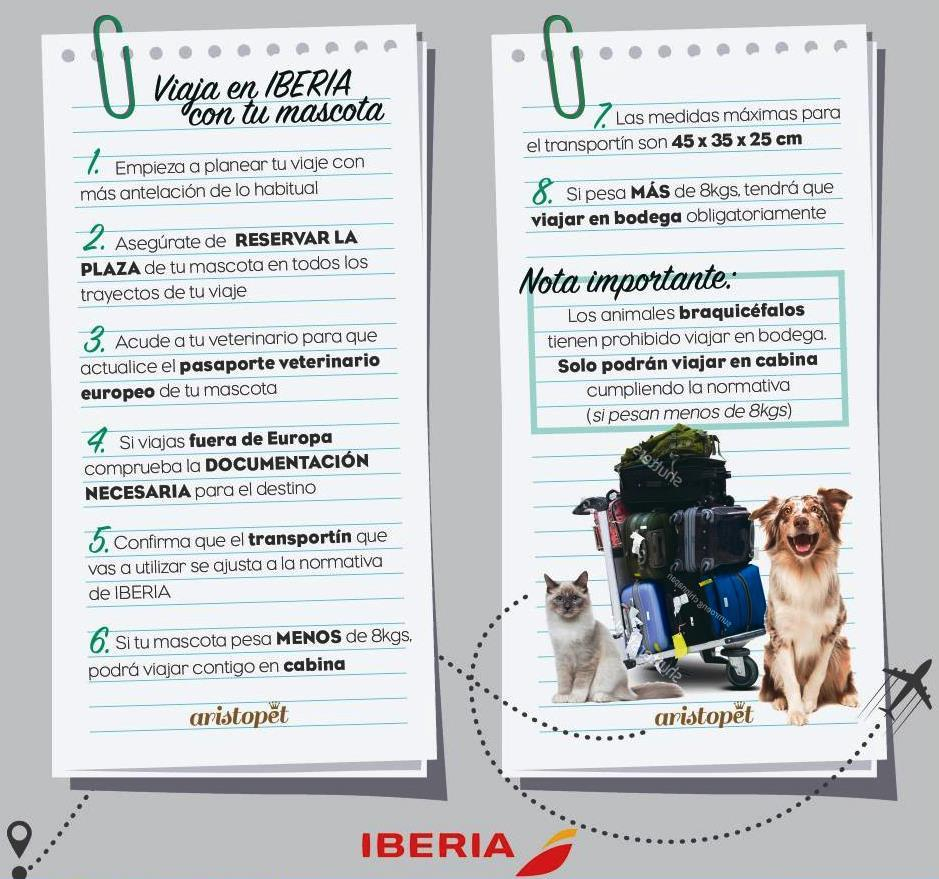 Viaja en IBERIA
con tu mascota
1. Empieza a planear tu viaje con
más antelación de lo habitual
2. Asegúrate de RESERVAR LA
PLAZA de tu mascota en todos los
trayectos de tu viaje
3. Acude a tu veterinario para que
actualice el pasaporte veterinario
europeo de tu mascota
4. Si viajas fuera de Europa
comprueba la DOCUMENTACIÓN
NECESARIA para el destino
5. Confirma que el transportín que
vas a utilizar se ajusta a la normativa
de IBERIA
6. Si tu mascota pesa MENOS de 8kgs,
podrá viajar contigo en cabina
aristopet
7. Las medidas máximas para
el transportín son 45 x 35 x 25 cm
8. Si pesa MÁS de 8kgs, tendrá que
viajar en bodega obligatoriamente
Nota importante:
Los animales braquicéfalos
tienen prohibido viajar en bodega.
Solo podrán viajar en cabina
cumpliendo la normativa
(si pesan menos de 8kgs)
aristopet
IBERIA